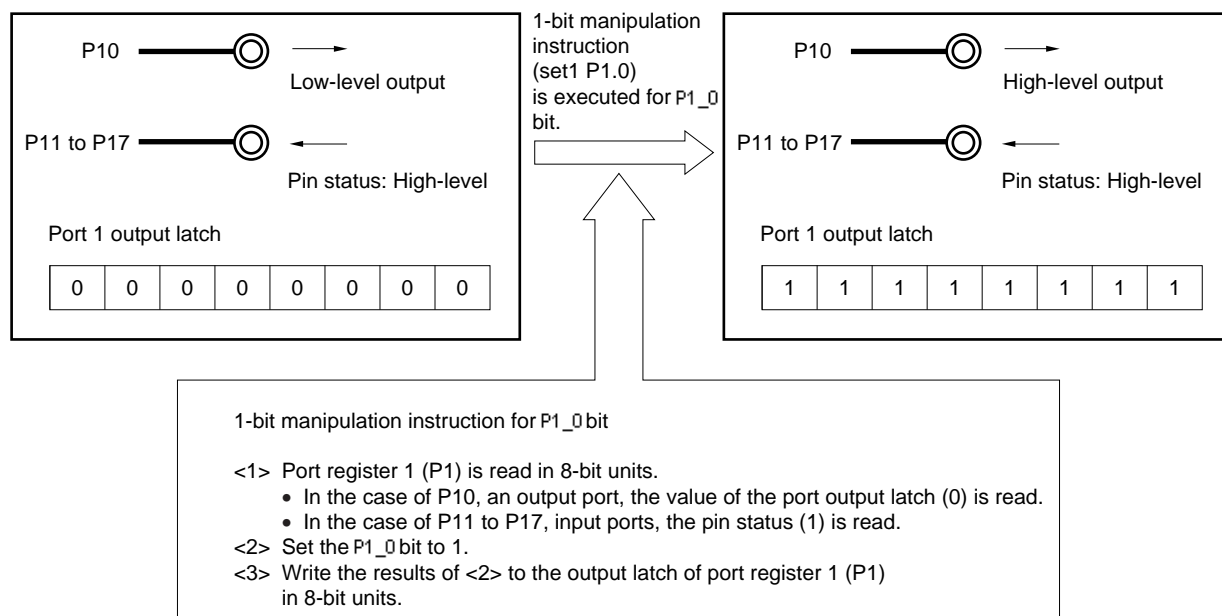 P10
Low-level output
P11 to P17
Pin status: High-level
Port 1 output latch
0 0 0 0 0 0 0 0
1-bit manipulation
instruction
(set1 P1.0)
is executed for P1_0
bit.
P10
High-level output
P11 to P17
Pin status: High-level
Port 1 output latch
1 1 1 1 1 1 1 1
1-bit manipulation instruction for P1_0 bit
<1> Port register 1 (P1) is read in 8-bit units.
• In the case of P10, an output port, the value of the port output latch (0) is read.
• In the case of P11 to P17, input ports, the pin status (1) is read.
<2> Set the P1_0 bit to 1.
<3> Write the results of <2> to the output latch of port register 1 (P1)
in 8-bit units.